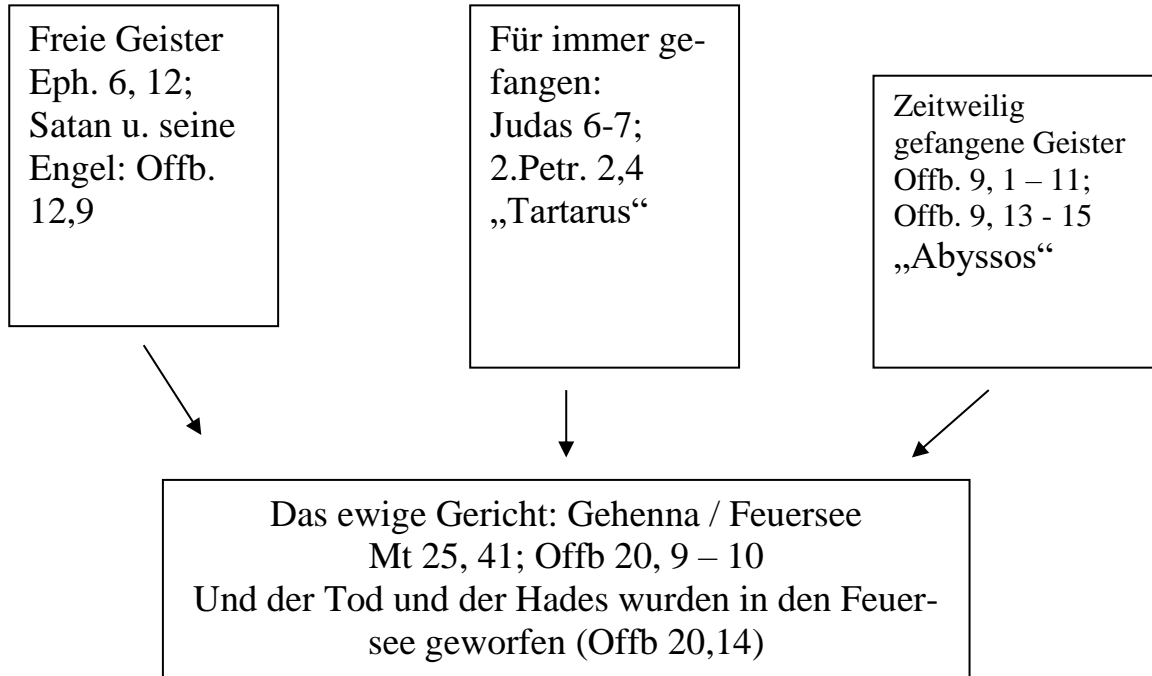 Freie Geister
Eph. 6, 12;
Satan u. seine
Engel: Offb.
12,9
Für immer ge-
fangen:
Judas 6-7;
2.Petr. 2,4
„Tartarus“
Zeitweilig
gefangene Geister
Offb. 9, 1 – 11;
Offb. 9, 13 - 15
„Abyssos“
Das ewige Gericht: Gehenna / Feuersee
Mt 25, 41; Offb 20, 9 – 10
Und der Tod und der Hades wurden in den Feuer-
see geworfen (Offb 20,14)